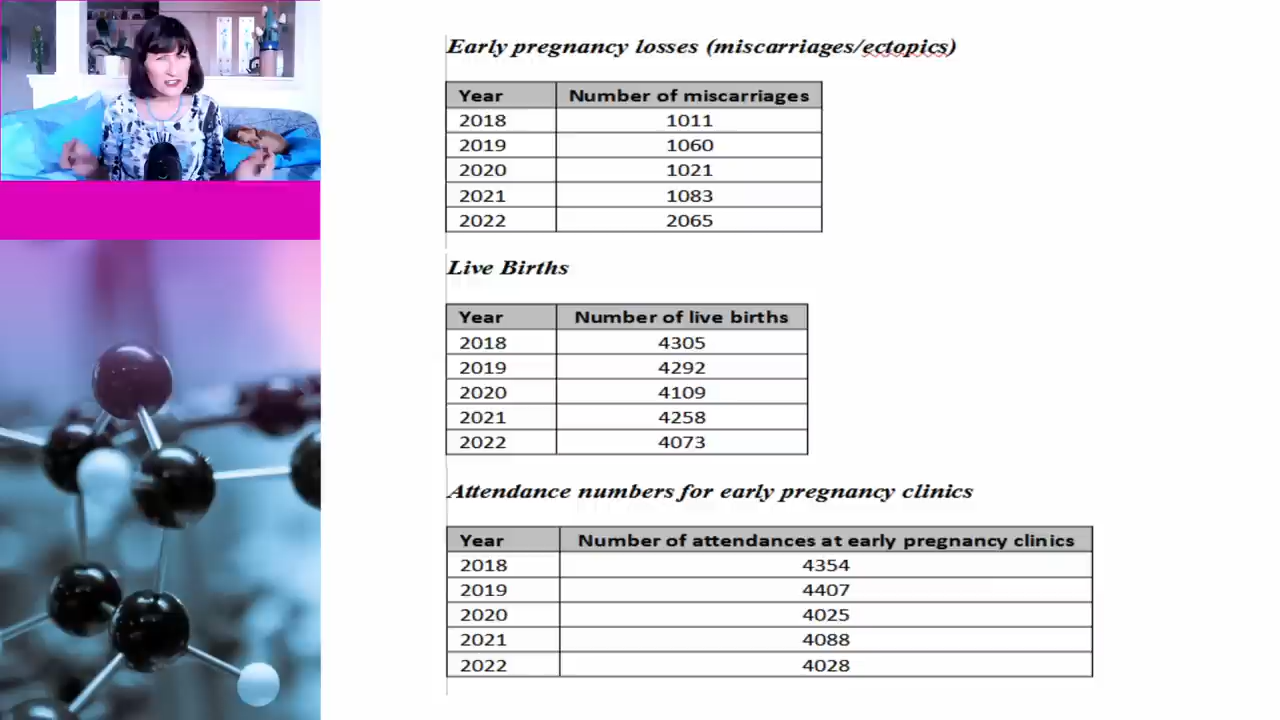 Early pregnancy losses (miscarriages/ectopics)
Year Number of miscarriages
2018 1011
2019 1060
2020 1021
2021 1083
2022 2065
Live Births
Year Number of live births
2018 4305
2019 4292
2020 4109
2021 4258
2022 4073
Attendance numbers for early pregnancy clinics
Year Number of attendances at early pregnancy clinics
2018 4354
2019 4407
2020 4025
2021 4088
2022 4028